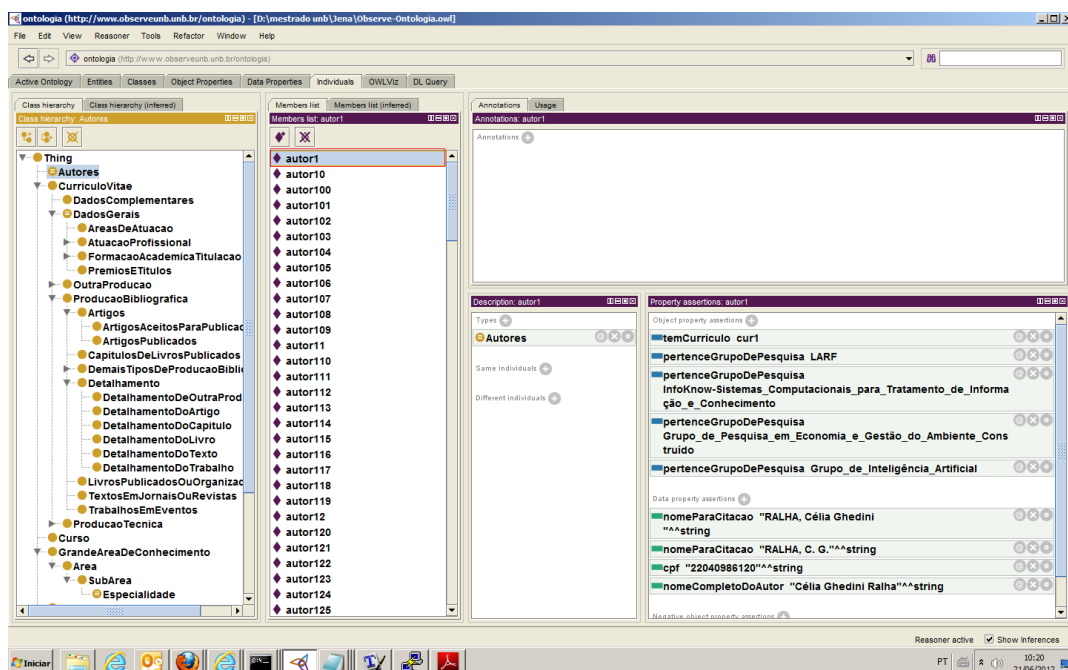 ontologia (http://www.observeunb.unb.br/ontologia) - [D:\mestrado unb\Jena\Observe-Ontologia.owl]
File Edit View Reasoner Tools Refactor Window Help
ontologia (http://www.observeunb.unb.br/ontologia)
Active Ontology Entities Classes Object Properties Data Properties Individuals OWLViz DL Query
Class hierarchy Class hierarchy (inferred)
Class hierarchy: Autores
Thing
Autores
CurriculoVitae
DadosComplementares
DadosGerais
AreasDeAtuacao
AtuacaoProfissional
FormacaoAcademicaTitulacao
PremiosETitulos
OutraProducao
ProducaoBibliografica
Artigos
ArtigosAceitosParaPublicac
ArtigosPublicados
CapitulosDeLivrosPublicados
DemaisTiposDeProducaoBibli
Detalhamento
DetalhamentoDeOutraProd
DetalhamentoDoArtigo
DetalhamentoDoCapitulo
DetalhamentoDoLivro
DetalhamentoDoTexto
DetalhamentoDoTrabalho
LivrosPublicadosOuOrganizad
TextosEmJornaisOuRevistas
TrabalhosEmEventos
ProducaoTecnica
Curso
GrandeAreaDeConhecimento
Area
SubArea
Especialidade
Members list Members list (inferred)
Members list: autor1
autor1
autor10
autor100
autor101
autor102
autor103
autor104
autor105
autor106
autor107
autor108
autor109
autor11
autor110
autor111
autor112
autor113
autor114
autor115
autor116
autor117
autor118
autor119
autor12
autor120
autor121
autor122
autor123
autor124
autor125
Annotations Usage
Annotations: autor1
Annotations
Description: autor1
Types
Autores
Same individuals
Different individuals
Property assertions: autor1
Object property assertions
temCurriculo cur1
pertenceGrupoDePesquisa LARF
pertenceGrupoDePesquisa
InfoKnow-Sistemas_Computacionais_para_Tratamento_de_Informa
ção_e_Conhecimento
pertenceGrupoDePesquisa
Grupo_de_Pesquisa_em_Economia_e_Gestão_do_Ambiente_Cons
truido
pertenceGrupoDePesquisa Grupo_de_Inteligência_Artificial
Data property assertions
nomeParaCitacao "RALHA, Célia Ghedini
"^^string
nomeParaCitacao "RALHA, C. G."^^string
cpf "22040986120"^^string
nomeCompletoDoAutor "Célia Ghedini Ralha"^^string
Negative object property assertions
Reasoner active Show Inferences
Iniciar
PT
10:20
21/06/2012